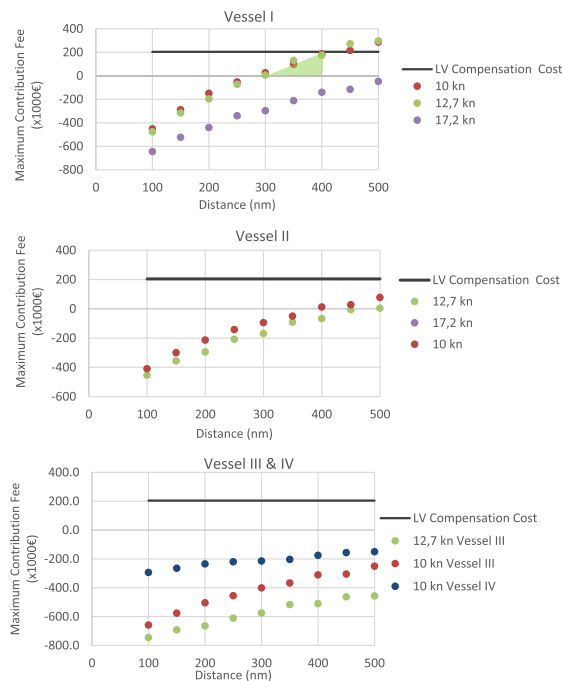 Vessel I
Maximum Contribution Fee
(x1000€)
400
200
0
-200
-400
-600
-800
0
100
200
300
400
500
Distance (nm)
LV Compensation Cost
10 kn
12,7 kn
17,2 kn
Vessel II
Maximum Contribution Fee
(x1000€)
400
200
0
-200
-400
-600
0
100
200
300
400
500
Distance (nm)
LV Compensation Cost
12,7 kn
17,2 kn
10 kn
Vessel III & IV
Maximum Contribution Fee
(x1000€)
400.0
200.0
0.0
-200.0
-400.0
-600.0
-800.0
0
100
200
300
400
500
Distance (nm)
LV Compensation Cost
12,7 kn Vessel III
10 kn Vessel III
10 kn Vessel IV